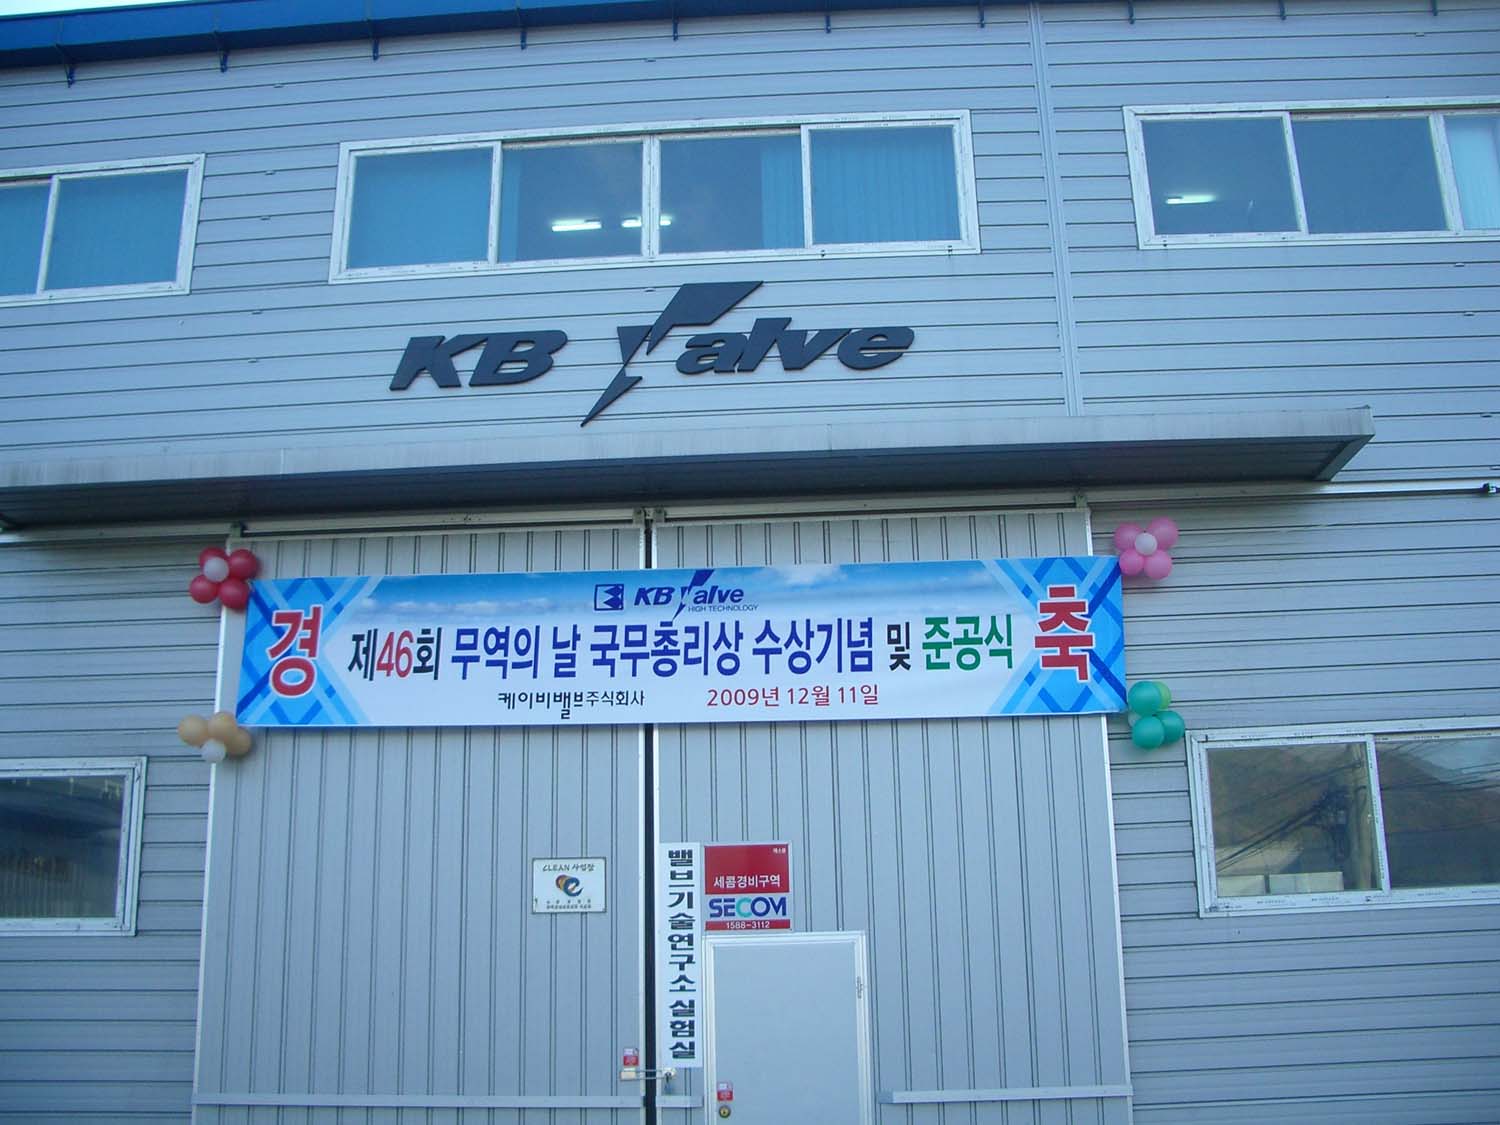 KB Valve
KB Valve
HIGH TECHNOLOGY
경 축
제46회 무역의 날 국무총리상 수상기념 및 준공식
케이비밸브주식회사 2009년 12월 11일
CLEAN 사업장
밸브기술연구소실험실
에스원
세콤경비구역
SECOM
1588-3112